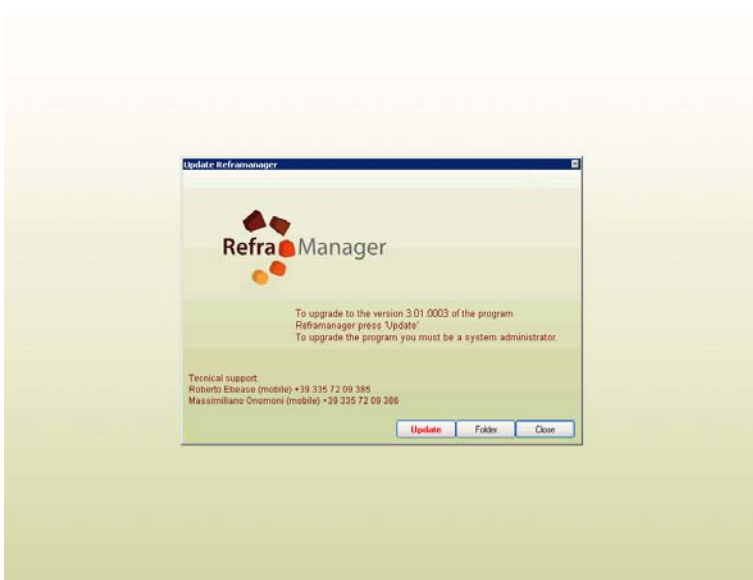 Update Reframanager
Refra Manager
To upgrade to the version 3.01.0003 of the program
Reframanager press 'Update'
To upgrade the program you must be a system administrator.
Tecnical support
Roberto Ebease (mobile) +39 335 72 09 385
Massimiliano Onomoni (mobile) +39 335 72 09 386
Update Folder Close